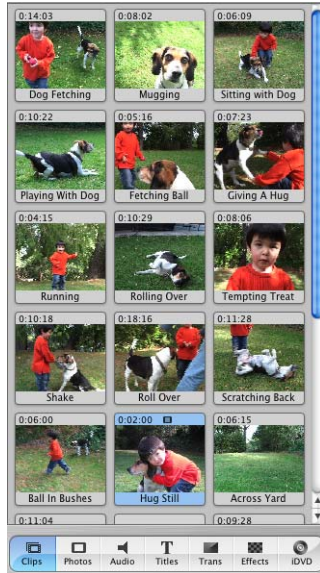 0:14:03 0:08:02 0:06:09
Dog Fetching Mugging Sitting with Dog
0:10:22 0:05:16 0:07:23
Playing With Dog Fetching Ball Giving A Hug
0:04:15 0:10:29 0:08:06
Running Rolling Over Tempting Treat
0:10:18 0:18:16 0:11:28
Shake Roll Over Scratching Back
0:06:00 0:02:00 0:06:15
Ball In Bushes Hug Still Across Yard
0:11:04 0:09:28
Clips Photos Audio Titles Trans Effects iDVD